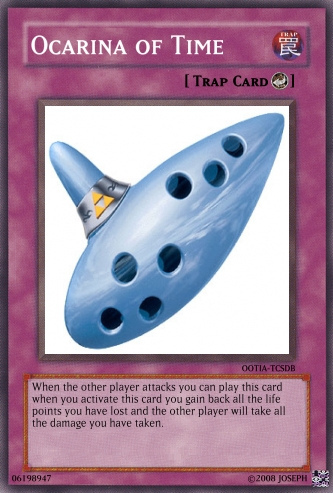 Ocarina of Time
TRAP
罠
[ Trap Card ]
OOTIA-TCSDB
When the other player attacks you can play this card
when you activate this card you gain back all the life
points you have lost and the other player will take all
the damage you have taken.
06198947
©2008 JOSEPH